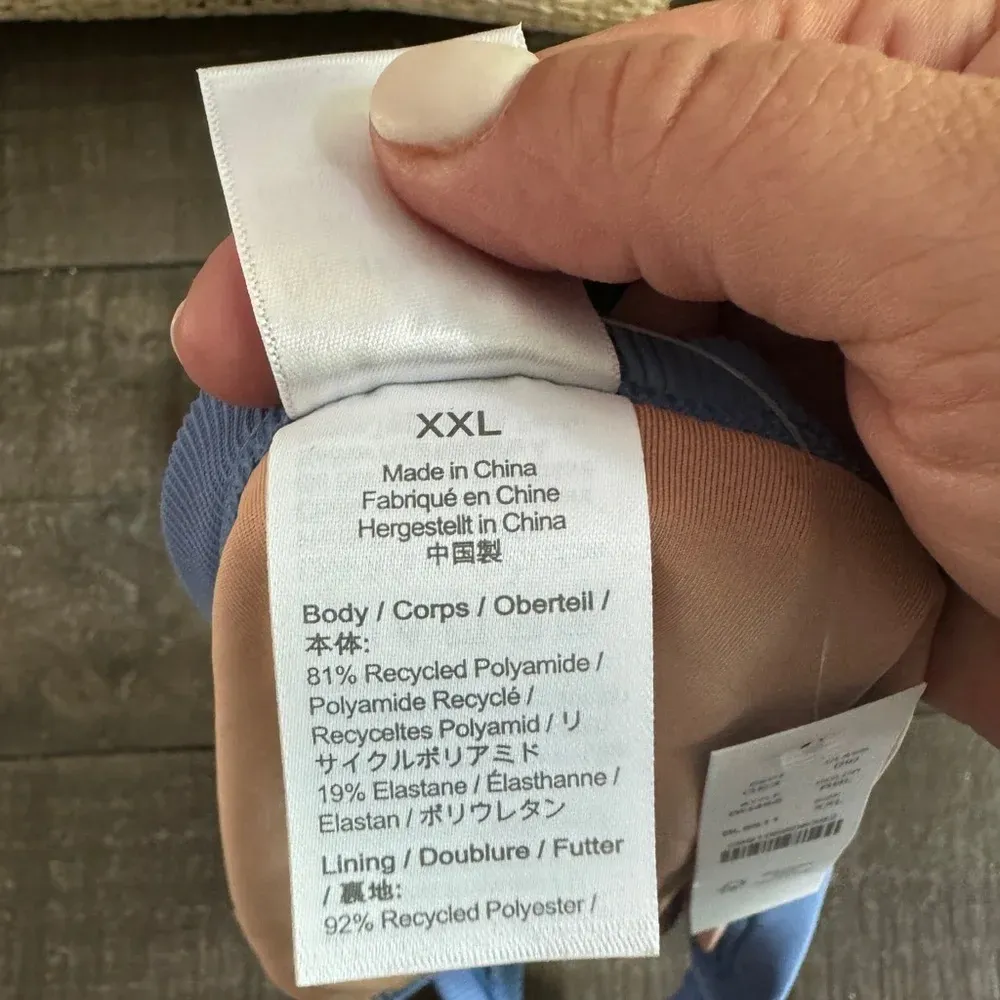 XXL
Made in China
Fabriqué en Chine
Hergestellt in China
中国製
Body / Corps / Oberteil /
本体:
81% Recycled Polyamide /
Polyamide Recyclé /
Recyceltes Polyamid / リ
サイクルポリアミド
19% Elastane / Élasthanne /
Elastan / ポリウレタン
Lining / Doublure / Futter
/ 裏地:
92% Recycled Polyester /
XXL